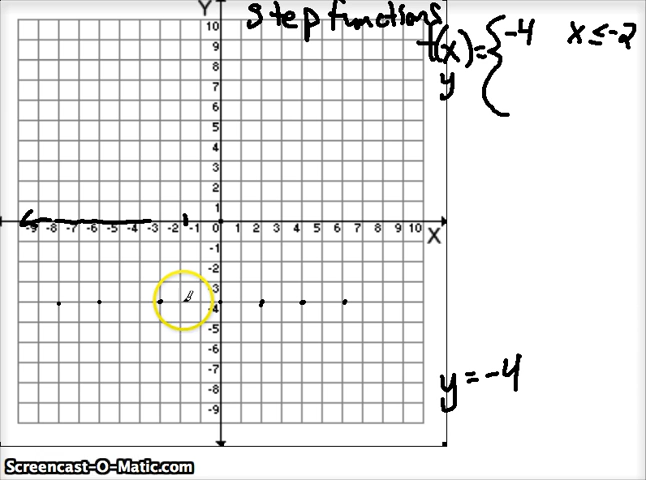 step functions
f(x) = { -4 x ≤ -2
y
Y
10
9
8
7
6
5
4
3
2
1
-9 -8 -7 -6 -5 -4 -3 -2 -1 0 1 2 3 4 5 6 7 8 9 10 X
-1
-2
-3
-4
-5
-6
-7
-8
-9
y = -4
Screencast-O-Matic.com